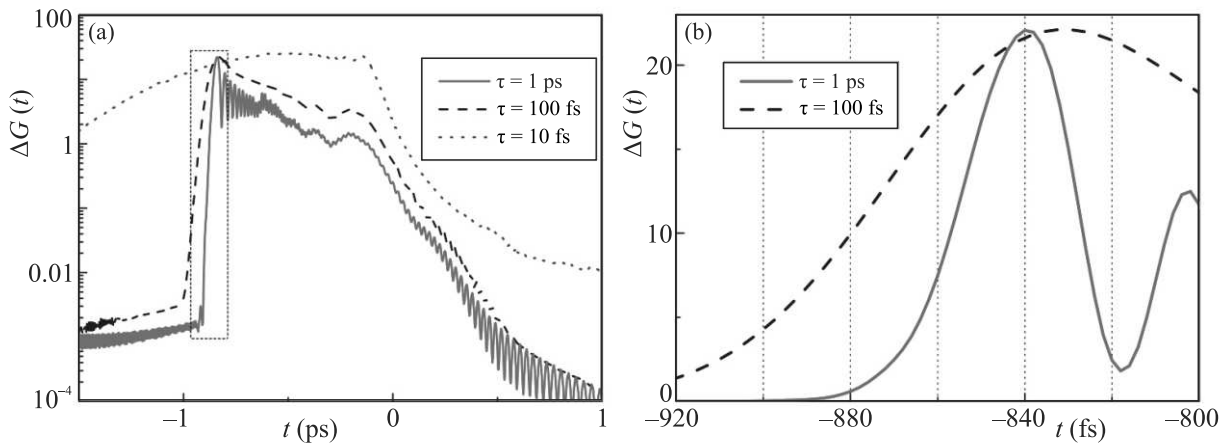 (a)
100
1
0.01
10⁻⁴
ΔG (t)
τ = 1 ps
τ = 100 fs
τ = 10 fs
−1
0
1
t (ps)
(b)
20
10
0
ΔG (t)
τ = 1 ps
τ = 100 fs
−920
−880
−840
−800
t (fs)